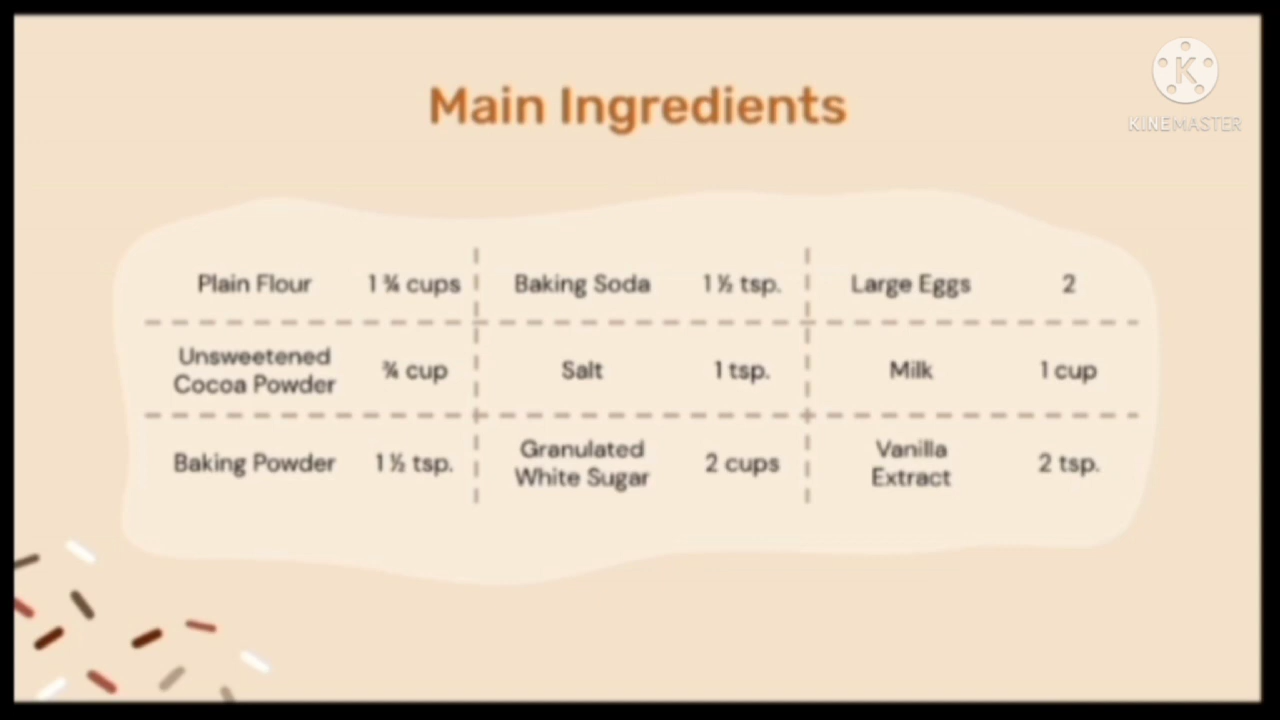 Main Ingredients
KINEMASTER
Plain Flour 1 ¾ cups Baking Soda 1 ½ tsp. Large Eggs 2
Unsweetened
Cocoa Powder ¾ cup Salt 1 tsp. Milk 1 cup
Baking Powder 1 ½ tsp. Granulated
White Sugar 2 cups Vanilla
Extract 2 tsp.